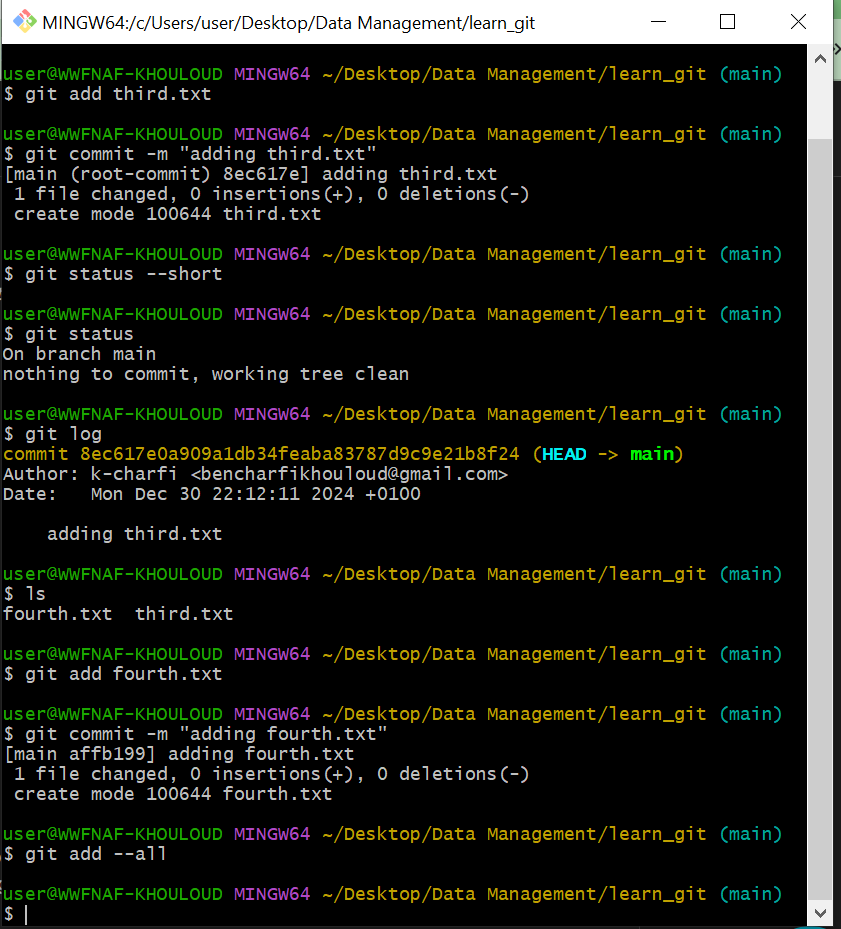 MINGW64:/c/Users/user/Desktop/Data Management/learn_git
user@WWFNAF-KHOULOUD MINGW64 ~/Desktop/Data Management/learn_git (main)
$ git add third.txt
user@WWFNAF-KHOULOUD MINGW64 ~/Desktop/Data Management/learn_git (main)
$ git commit -m "adding third.txt"
[main (root-commit) 8ec617e] adding third.txt
 1 file changed, 0 insertions(+), 0 deletions(-)
 create mode 100644 third.txt
user@WWFNAF-KHOULOUD MINGW64 ~/Desktop/Data Management/learn_git (main)
$ git status --short
user@WWFNAF-KHOULOUD MINGW64 ~/Desktop/Data Management/learn_git (main)
$ git status
On branch main
nothing to commit, working tree clean
user@WWFNAF-KHOULOUD MINGW64 ~/Desktop/Data Management/learn_git (main)
$ git log
commit 8ec617e0a909a1db34feaba83787d9c9e21b8f24 (HEAD -> main)
Author: k-charfi <bencharfikhouloud@gmail.com>
Date:   Mon Dec 30 22:12:11 2024 +0100
    adding third.txt
user@WWFNAF-KHOULOUD MINGW64 ~/Desktop/Data Management/learn_git (main)
$ ls
fourth.txt  third.txt
user@WWFNAF-KHOULOUD MINGW64 ~/Desktop/Data Management/learn_git (main)
$ git add fourth.txt
user@WWFNAF-KHOULOUD MINGW64 ~/Desktop/Data Management/learn_git (main)
$ git commit -m "adding fourth.txt"
[main affb199] adding fourth.txt
 1 file changed, 0 insertions(+), 0 deletions(-)
 create mode 100644 fourth.txt
user@WWFNAF-KHOULOUD MINGW64 ~/Desktop/Data Management/learn_git (main)
$ git add --all
user@WWFNAF-KHOULOUD MINGW64 ~/Desktop/Data Management/learn_git (main)
$